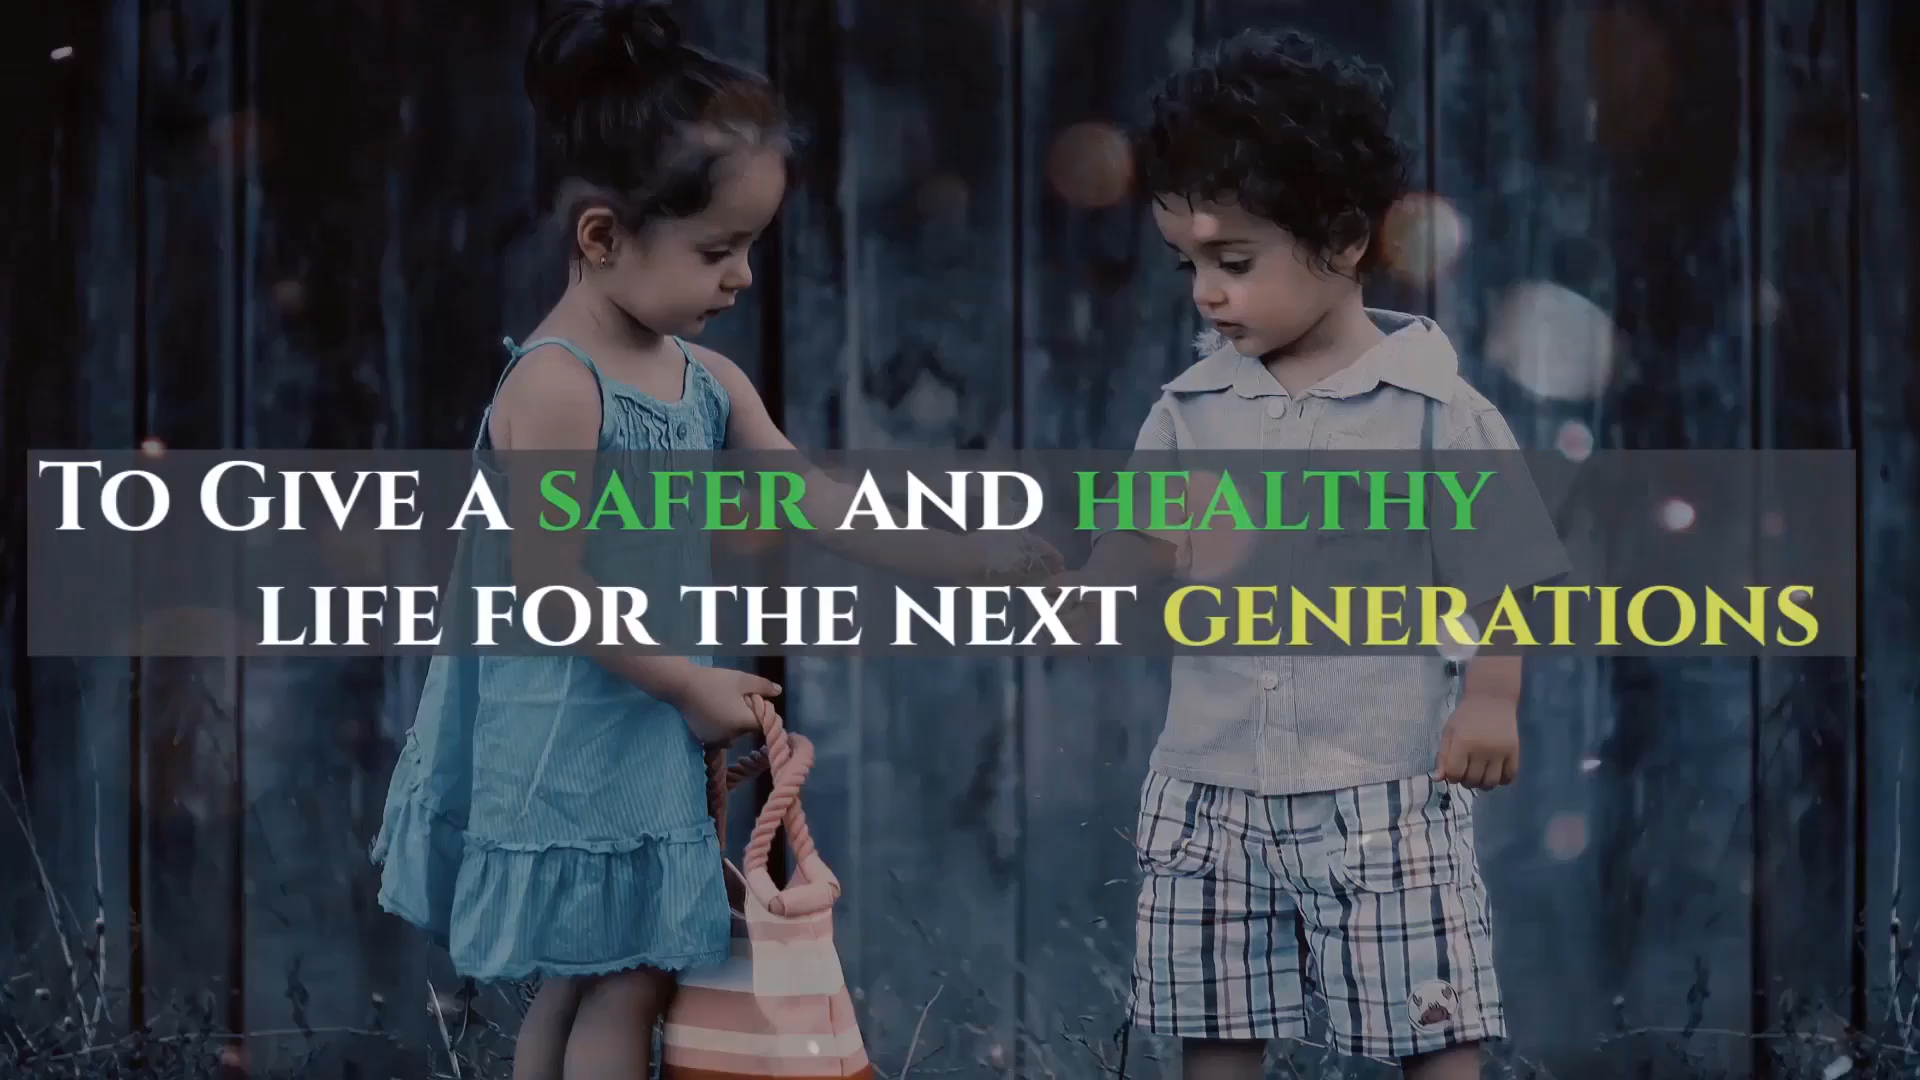 To Give a safer and healthy
life for the next generations